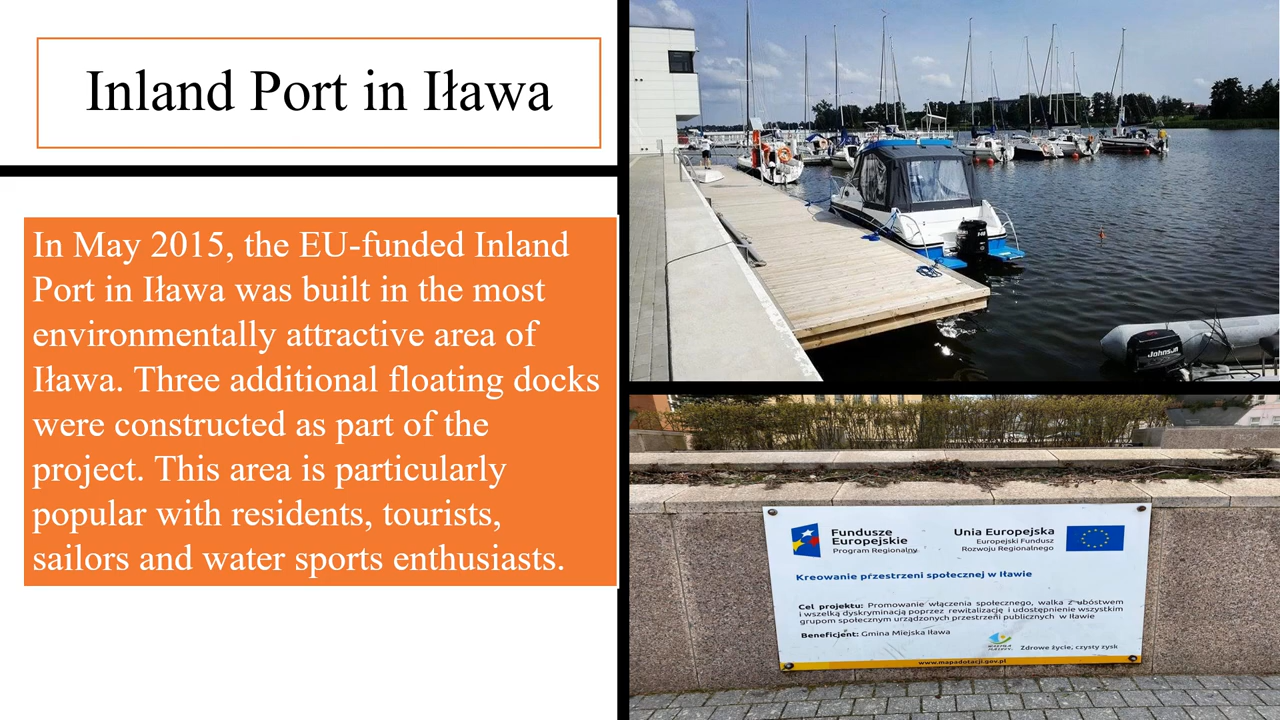 Inland Port in Iława
In May 2015, the EU-funded Inland
Port in Iława was built in the most
environmentally attractive area of
Iława. Three additional floating docks
were constructed as part of the
project. This area is particularly
popular with residents, tourists,
sailors and water sports enthusiasts.
Johnson
Fundusze
Europejskie
Program Regionalny
Unia Europejska
Europejski Fundusz
Rozwoju Regionalnego
Kreowanie przestrzeni społecznej w Iławie
Cel projektu: Promowanie włączenia społecznego, walka z ubóstwem
i wszelką dyskryminacją poprzez rewitalizację i udostępnienie wszystkim
grupom społecznym urządzonych przestrzeni publicznych w Iławie
Beneficjent: Gmina Miejska Iława
Zdrowe życie, czysty zysk
www.mapadotacji.gov.pl